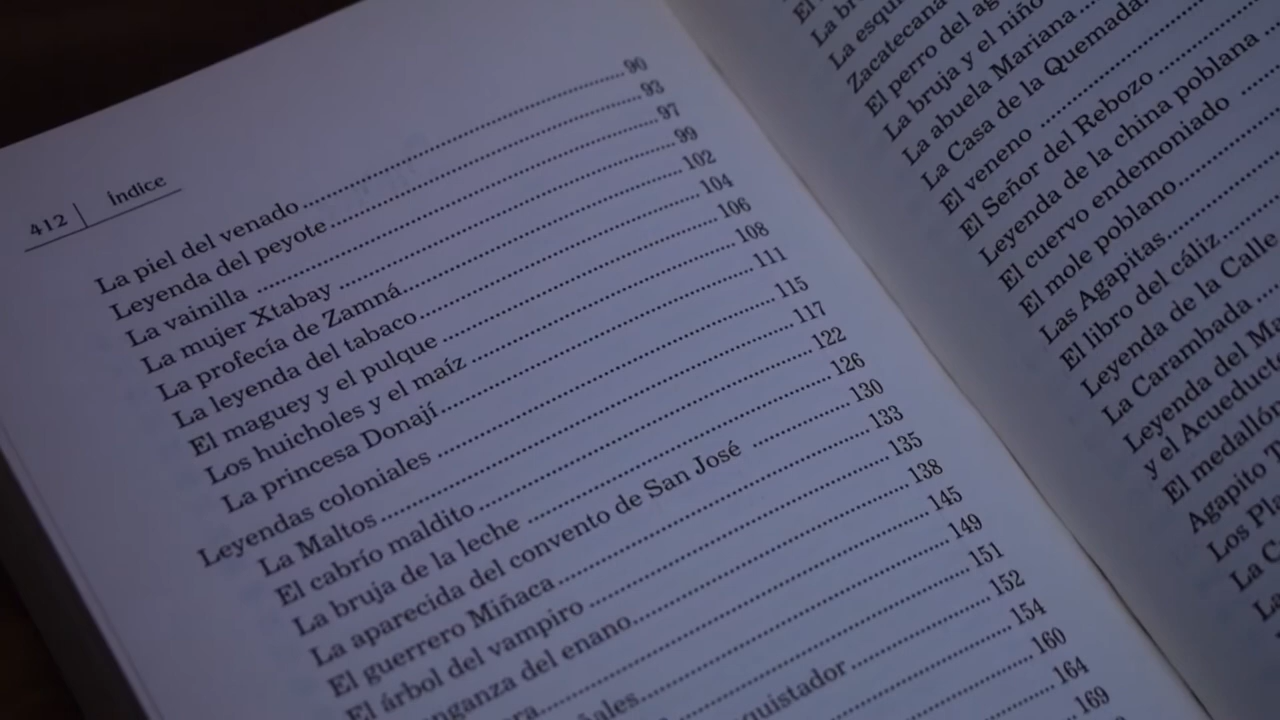 412 | Índice
La piel del venado........90
Leyenda del peyote........93
La vainilla ........97
La mujer Xtabay ........99
La profecía de Zamná........102
La leyenda del tabaco........104
El maguey y el pulque ........106
Los huicholes y el maíz ........108
La princesa Donají........111
Leyendas coloniales ........115
La Maltos........117
El cabrío maldito........122
La bruja de la leche ........126
La aparecida del convento de San José ........130
El guerrero Miñaca........133
El árbol del vampiro ........135
del enano........138
145
149
151
152
154
160
164
169
El
La
La
Zacatecana
El perro del
La bruja y el niño
La abuela Mariana...
La Casa de la Quemada
El veneno ........
El Señor del Rebozo ........
Leyenda de la china poblana ...
El cuervo endemoniado ....
El mole poblano........
Las Agapitas........
El libro del cáliz ........
Leyenda de la Calle
La Carambada ...
Leyenda del
y el
El
Agapito
Los
La